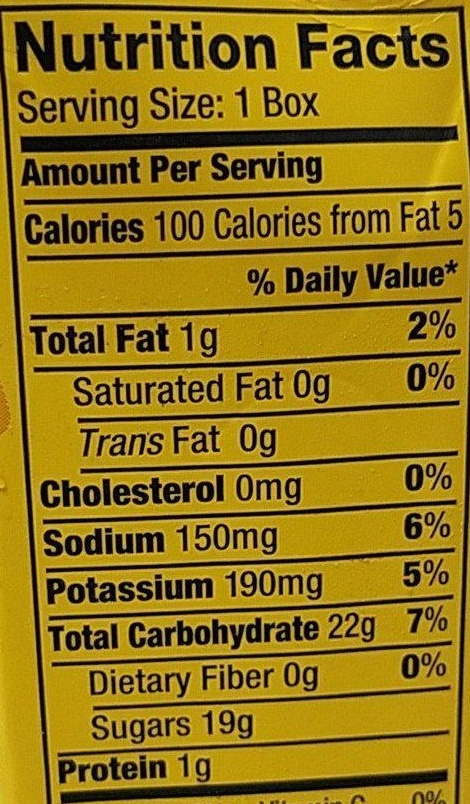 Nutrition Facts
Serving Size: 1 Box
Amount Per Serving
Calories 100 Calories from Fat 5
% Daily Value*
Total Fat 1g 2%
Saturated Fat 0g 0%
Trans Fat 0g
Cholesterol 0mg 0%
Sodium 150mg 6%
Potassium 190mg 5%
Total Carbohydrate 22g 7%
Dietary Fiber 0g 0%
Sugars 19g
Protein 1g
0%